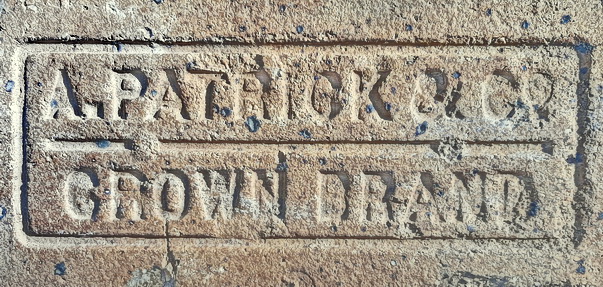 A. PATRICK & Co
CROWN BRAND